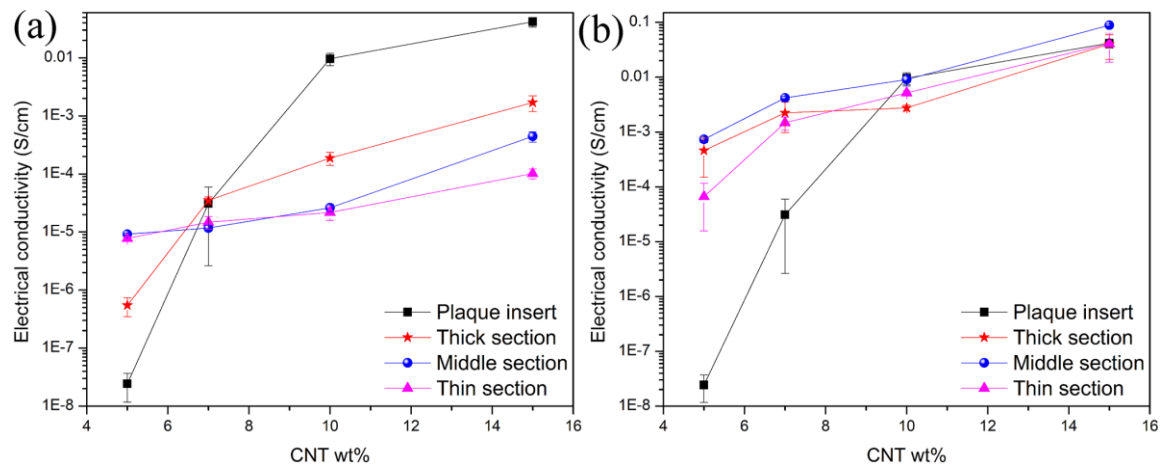 (a)
Electrical conductivity (S/cm)
0.01
1E-3
1E-4
1E-5
1E-6
1E-7
1E-8
4 6 8 10 12 14 16
CNT wt%
Plaque insert
Thick section
Middle section
Thin section
(b)
Electrical conductivity (S/cm)
0.1
0.01
1E-3
1E-4
1E-5
1E-6
1E-7
1E-8
4 6 8 10 12 14 16
CNT wt%
Plaque insert
Thick section
Middle section
Thin section